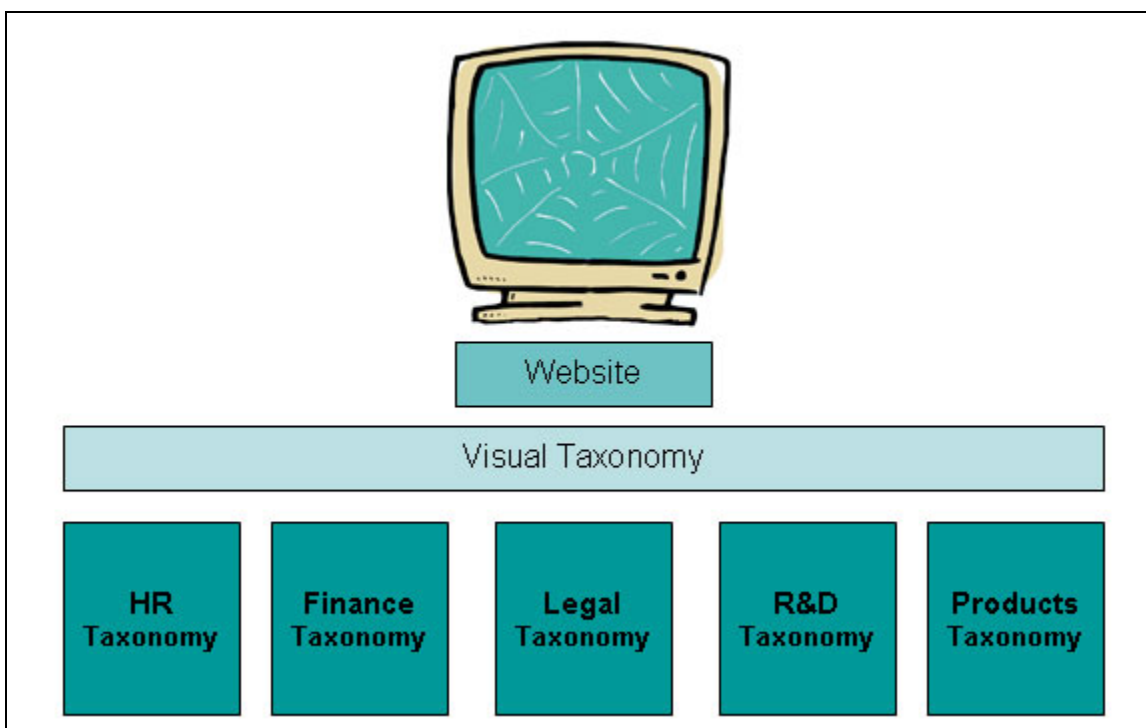 Website
Visual Taxonomy
HR
Taxonomy
Finance
Taxonomy
Legal
Taxonomy
R&D
Taxonomy
Products
Taxonomy